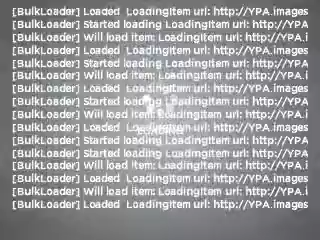 [BulkLoader] Loaded LoadingItem url: http://YPA.images
[BulkLoader] Started loading LoadingItem url: http://YPA
[BulkLoader] Will load item: LoadingItem url: http://YPA.i
[BulkLoader] Loaded LoadingItem url: http://YPA.images
[BulkLoader] Started loading LoadingItem url: http://YPA
[BulkLoader] Will load item: LoadingItem url: http://YPA.i
[BulkLoader] Loaded LoadingItem url: http://YPA.images
[BulkLoader] Started loading LoadingItem url: http://YPA
[BulkLoader] Will load item: LoadingItem url: http://YPA.i
[BulkLoader] Loaded LoadingItem url: http://YPA.images
[BulkLoader] Started loading LoadingItem url: http://YPA
[BulkLoader] Started loading LoadingItem url: http://YPA
[BulkLoader] Will load item: LoadingItem url: http://YPA.i
[BulkLoader] Loaded LoadingItem url: http://YPA.images
[BulkLoader] Will load item: LoadingItem url: http://YPA.i
[BulkLoader] Loaded LoadingItem url: http://YPA.images